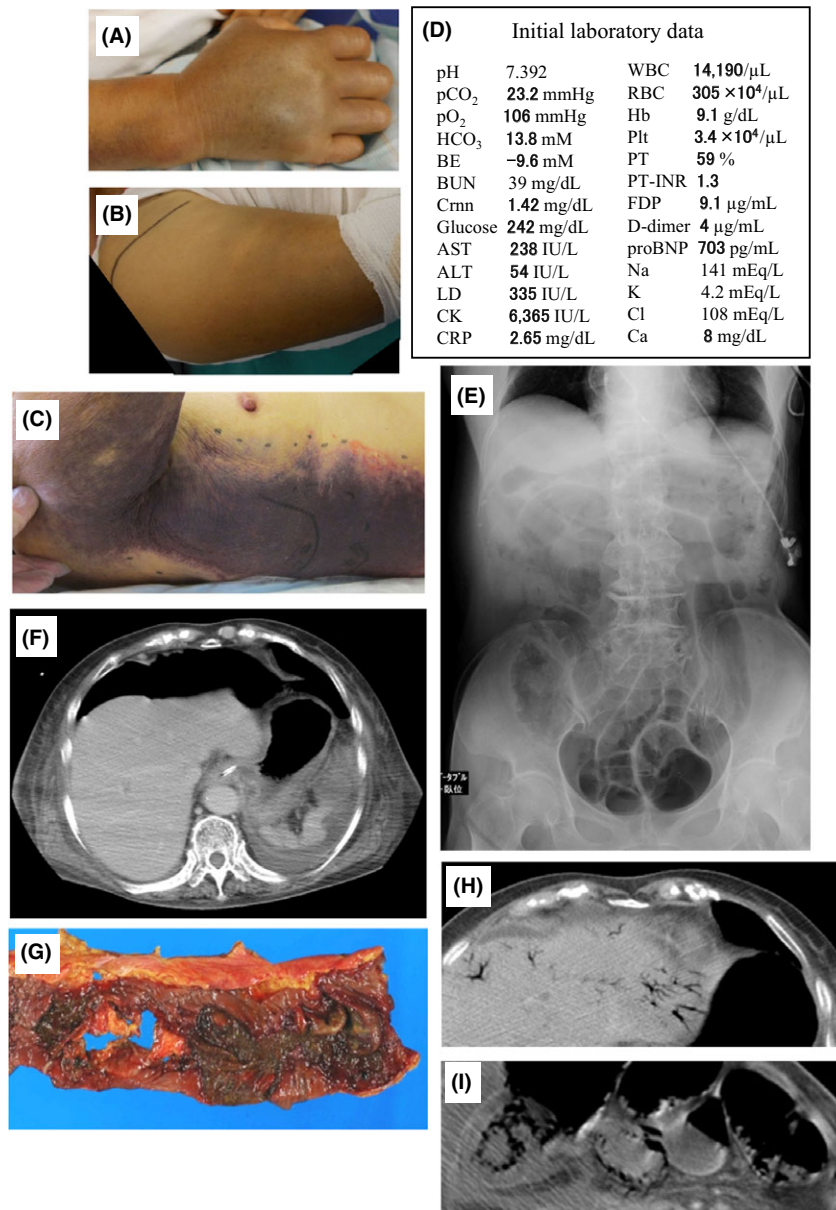 (A)
(B)
(C)
(D) Initial laboratory data
pH 7.392 WBC 14,190/μL
pCO₂ 23.2 mmHg RBC 305 ×10⁴/μL
pO₂ 106 mmHg Hb 9.1 g/dL
HCO₃ 13.8 mM Plt 3.4 ×10⁴/μL
BE −9.6 mM PT 59 %
BUN 39 mg/dL PT-INR 1.3
Crnn 1.42 mg/dL FDP 9.1 μg/mL
Glucose 242 mg/dL D-dimer 4 μg/mL
AST 238 IU/L proBNP 703 pg/mL
ALT 54 IU/L Na 141 mEq/L
LD 335 IU/L K 4.2 mEq/L
CK 6,365 IU/L Cl 108 mEq/L
CRP 2.65 mg/dL Ca 8 mg/dL
(E)
臥位
(F)
(G)
(H)
(I)